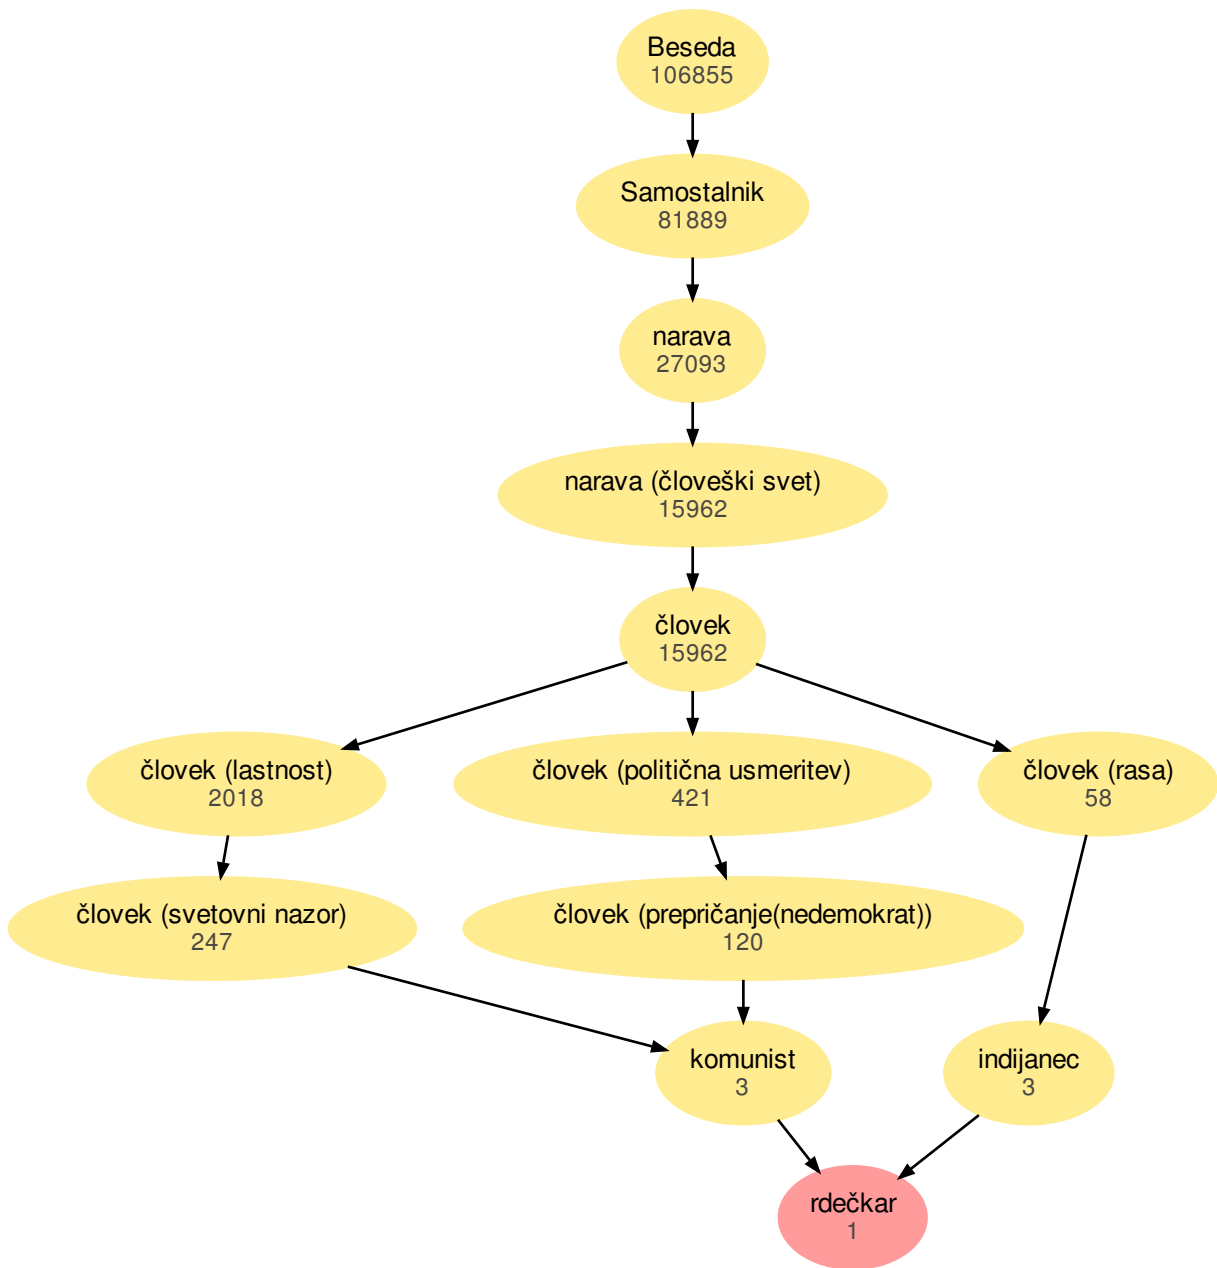 Beseda
106855
Samostalnik
81889
narava
27093
narava (človeški svet)
15962
človek
15962
človek (lastnost)
2018
človek (politična usmeritev)
421
človek (rasa)
58
človek (svetovni nazor)
247
človek (prepričanje(nedemokrat))
120
komunist
3
indijanec
3
rdečkar
1